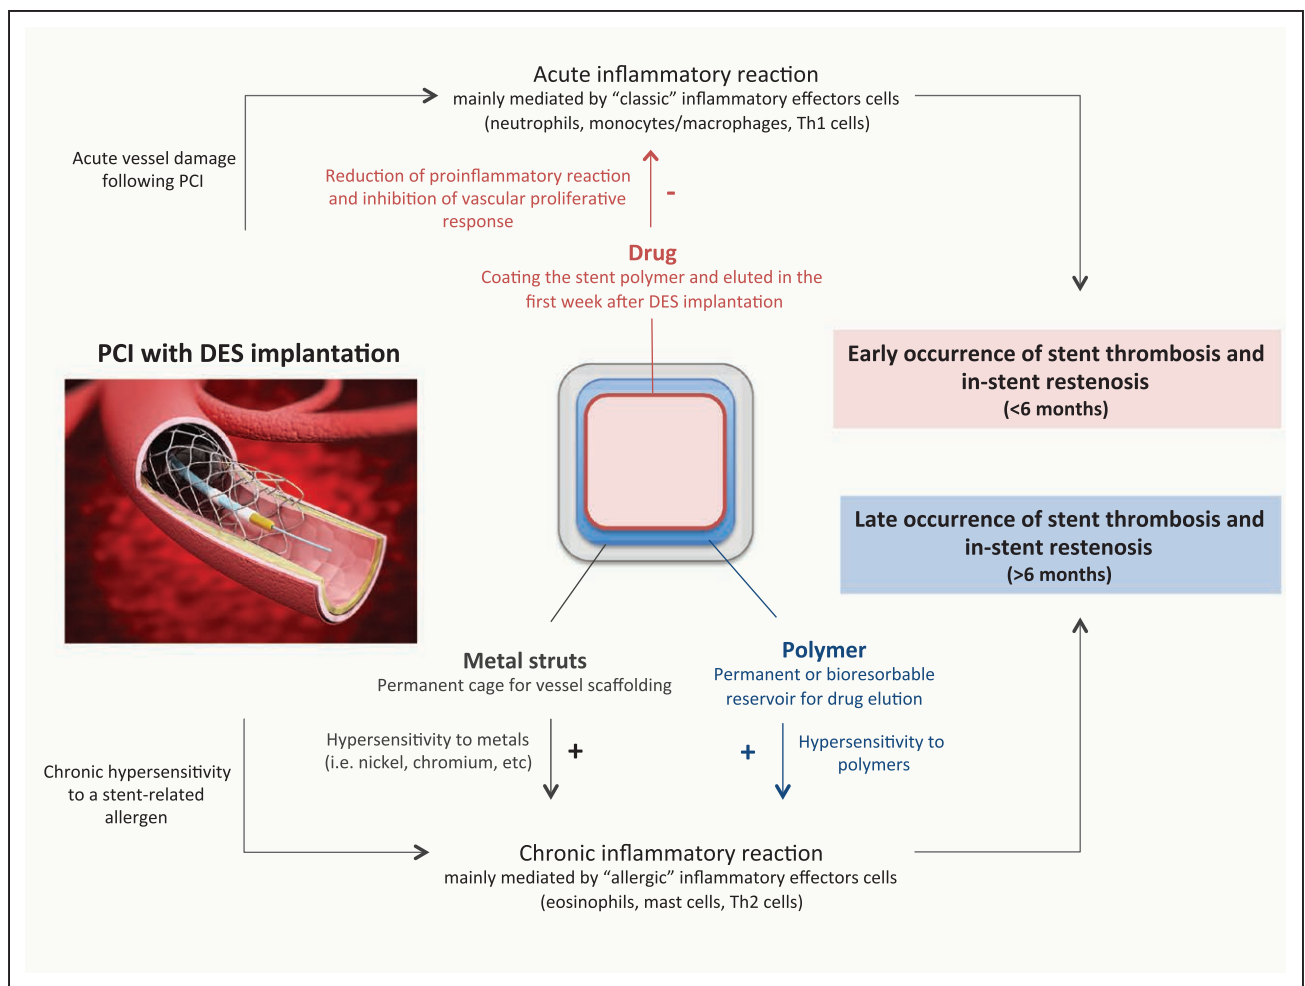 Acute inflammatory reaction
mainly mediated by “classic” inflammatory effectors cells
(neutrophils, monocytes/macrophages, Th1 cells)
Acute vessel damage
following PCI
Reduction of proinflammatory reaction
and inhibition of vascular proliferative
response
-
Drug
Coating the stent polymer and eluted in the
first week after DES implantation
PCI with DES implantation
Early occurrence of stent thrombosis and
in-stent restenosis
(<6 months)
Late occurrence of stent thrombosis and
in-stent restenosis
(>6 months)
Metal struts
Permanent cage for vessel scaffolding
Polymer
Permanent or bioresorbable
reservoir for drug elution
Hypersensitivity to metals
(i.e. nickel, chromium, etc)
+
+
Hypersensitivity to
polymers
Chronic hypersensitivity
to a stent-related
allergen
Chronic inflammatory reaction
mainly mediated by “allergic” inflammatory effectors cells
(eosinophils, mast cells, Th2 cells)